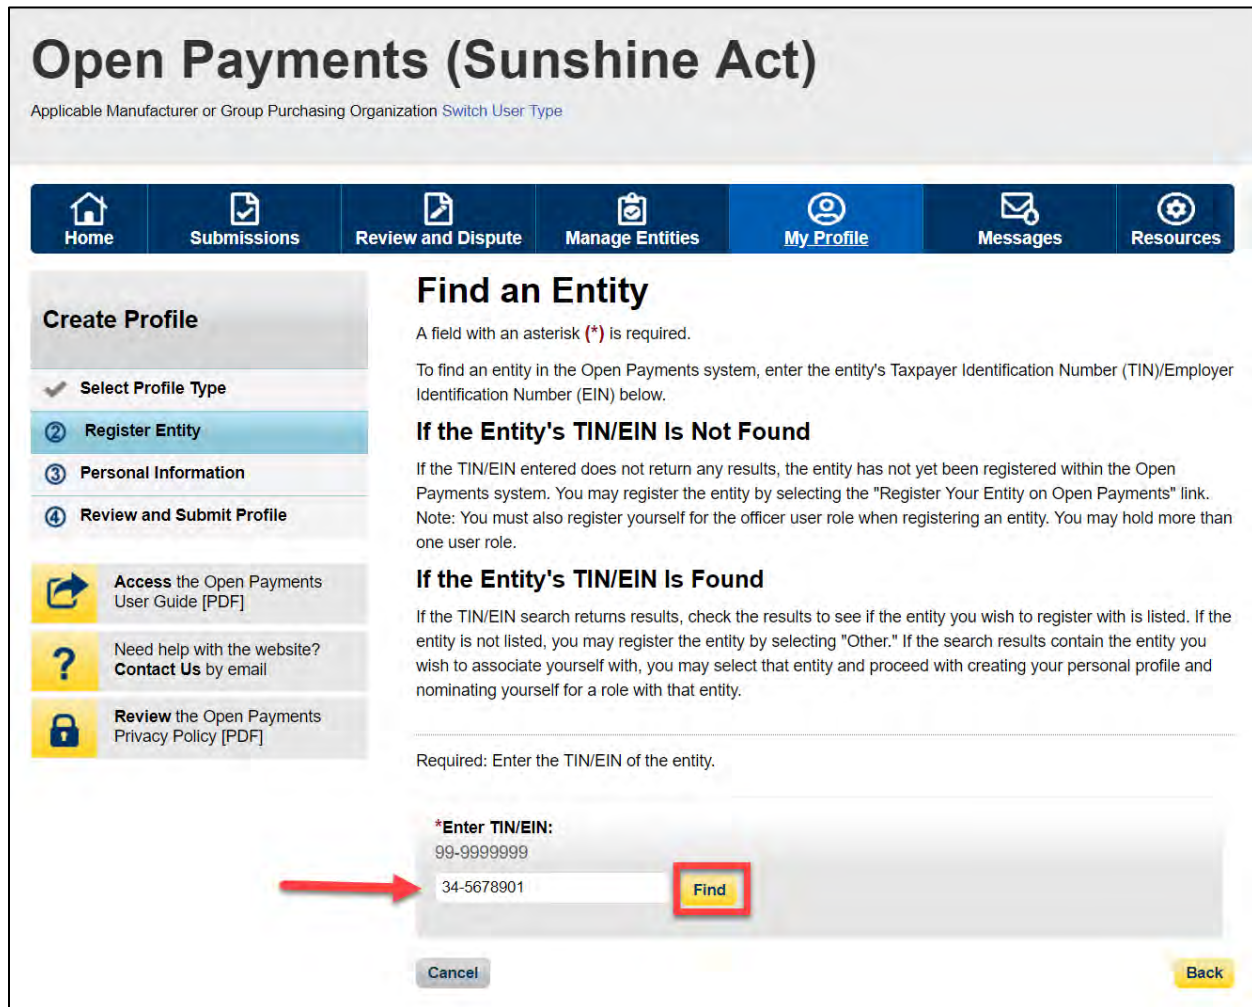 Open Payments (Sunshine Act)
Applicable Manufacturer or Group Purchasing Organization Switch User Type
Home
Submissions
Review and Dispute
Manage Entities
My Profile
Messages
Resources
Create Profile
Select Profile Type
2 Register Entity
3 Personal Information
4 Review and Submit Profile
Access the Open Payments
User Guide [PDF]
? Need help with the website?
Contact Us by email
Review the Open Payments
Privacy Policy [PDF]
Find an Entity
A field with an asterisk (*) is required.
To find an entity in the Open Payments system, enter the entity's Taxpayer Identification Number (TIN)/Employer
Identification Number (EIN) below.
If the Entity's TIN/EIN Is Not Found
If the TIN/EIN entered does not return any results, the entity has not yet been registered within the Open
Payments system. You may register the entity by selecting the "Register Your Entity on Open Payments" link.
Note: You must also register yourself for the officer user role when registering an entity. You may hold more than
one user role.
If the Entity's TIN/EIN Is Found
If the TIN/EIN search returns results, check the results to see if the entity you wish to register with is listed. If the
entity is not listed, you may register the entity by selecting "Other." If the search results contain the entity you
wish to associate yourself with, you may select that entity and proceed with creating your personal profile and
nominating yourself for a role with that entity.
Required: Enter the TIN/EIN of the entity.
*Enter TIN/EIN:
99-9999999
34-5678901
Find
Cancel
Back